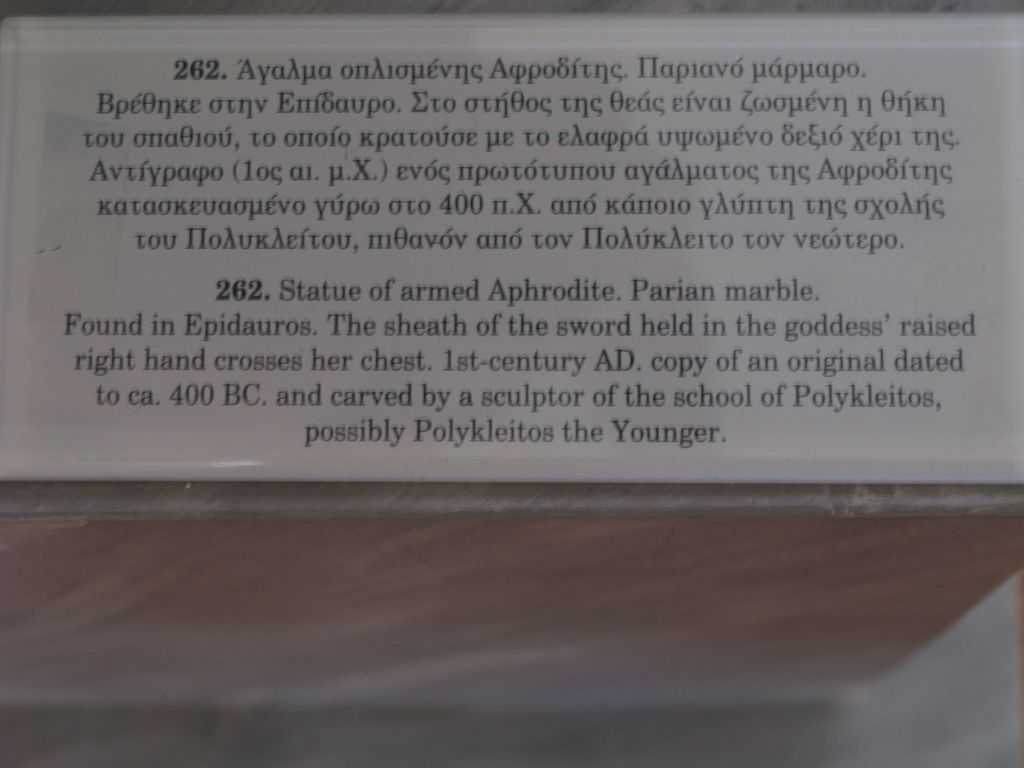 262. Άγαλμα οπλισμένης Αφροδίτης. Παριανό μάρμαρο.
Βρέθηκε στην Επίδαυρο. Στο στήθος της θεάς είναι ζωσμένη η θήκη
του σπαθιού, το οποίο κρατούσε με το ελαφρά υψωμένο δεξιό χέρι της.
Αντίγραφο (1ος αι. μ.Χ.) ενός πρωτότυπου αγάλματος της Αφροδίτης
κατασκευασμένο γύρω στο 400 π.Χ. από κάποιο γλύπτη της σχολής
του Πολυκλείτου, πιθανόν από τον Πολύκλειτο τον νεώτερο.
262. Statue of armed Aphrodite. Parian marble.
Found in Epidauros. The sheath of the sword held in the goddess' raised
right hand crosses her chest. 1st-century AD. copy of an original dated
to ca. 400 BC. and carved by a sculptor of the school of Polykleitos,
possibly Polykleitos the Younger.